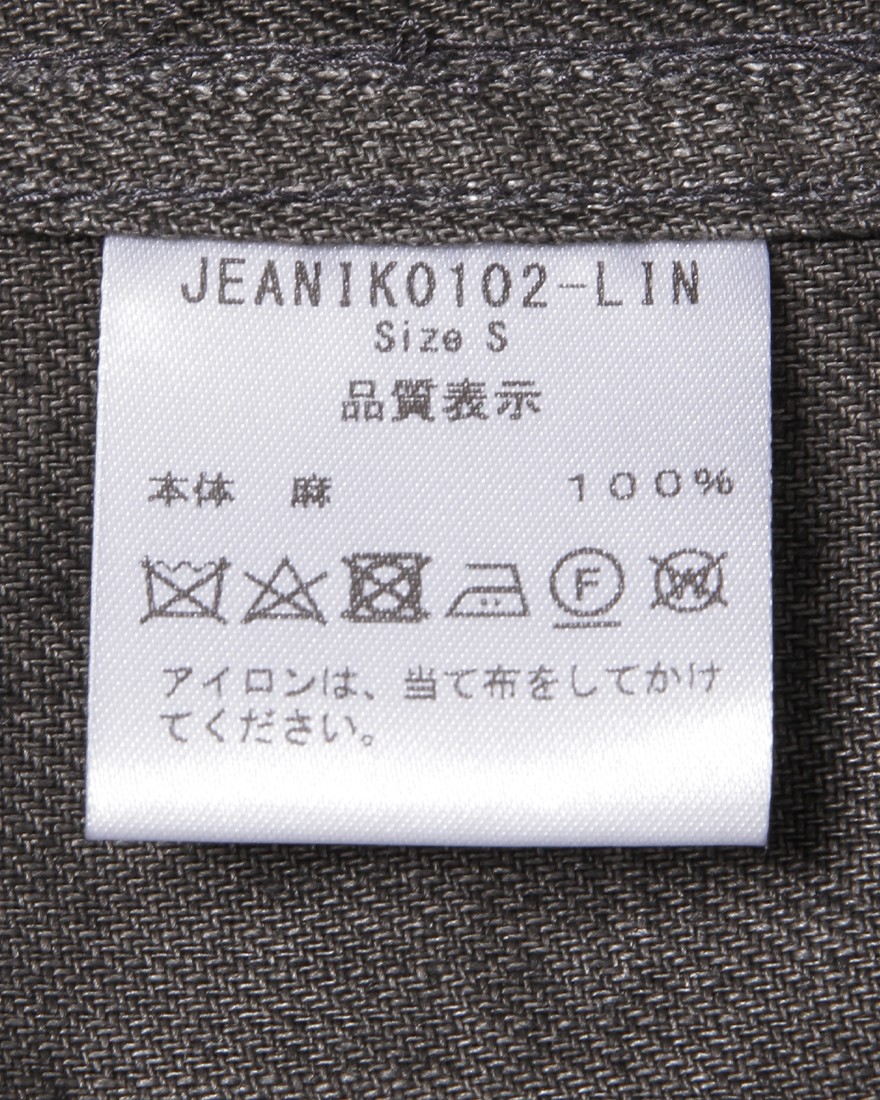 JEANIK0102-LIN
Size S
品質表示
本体 麻 100%
F W
アイロンは、当て布をしてかけ
てください。